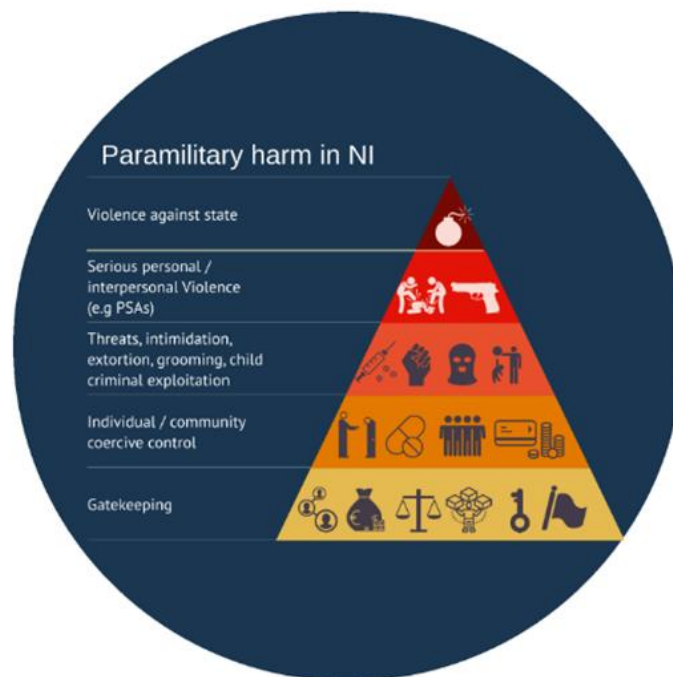 Paramilitary harm in NI
Violence against state
Serious personal /
interpersonal Violence
(e.g PSAs)
Threats, intimidation,
extortion, grooming, child
criminal exploitation
Individual / community
coercive control
Gatekeeping